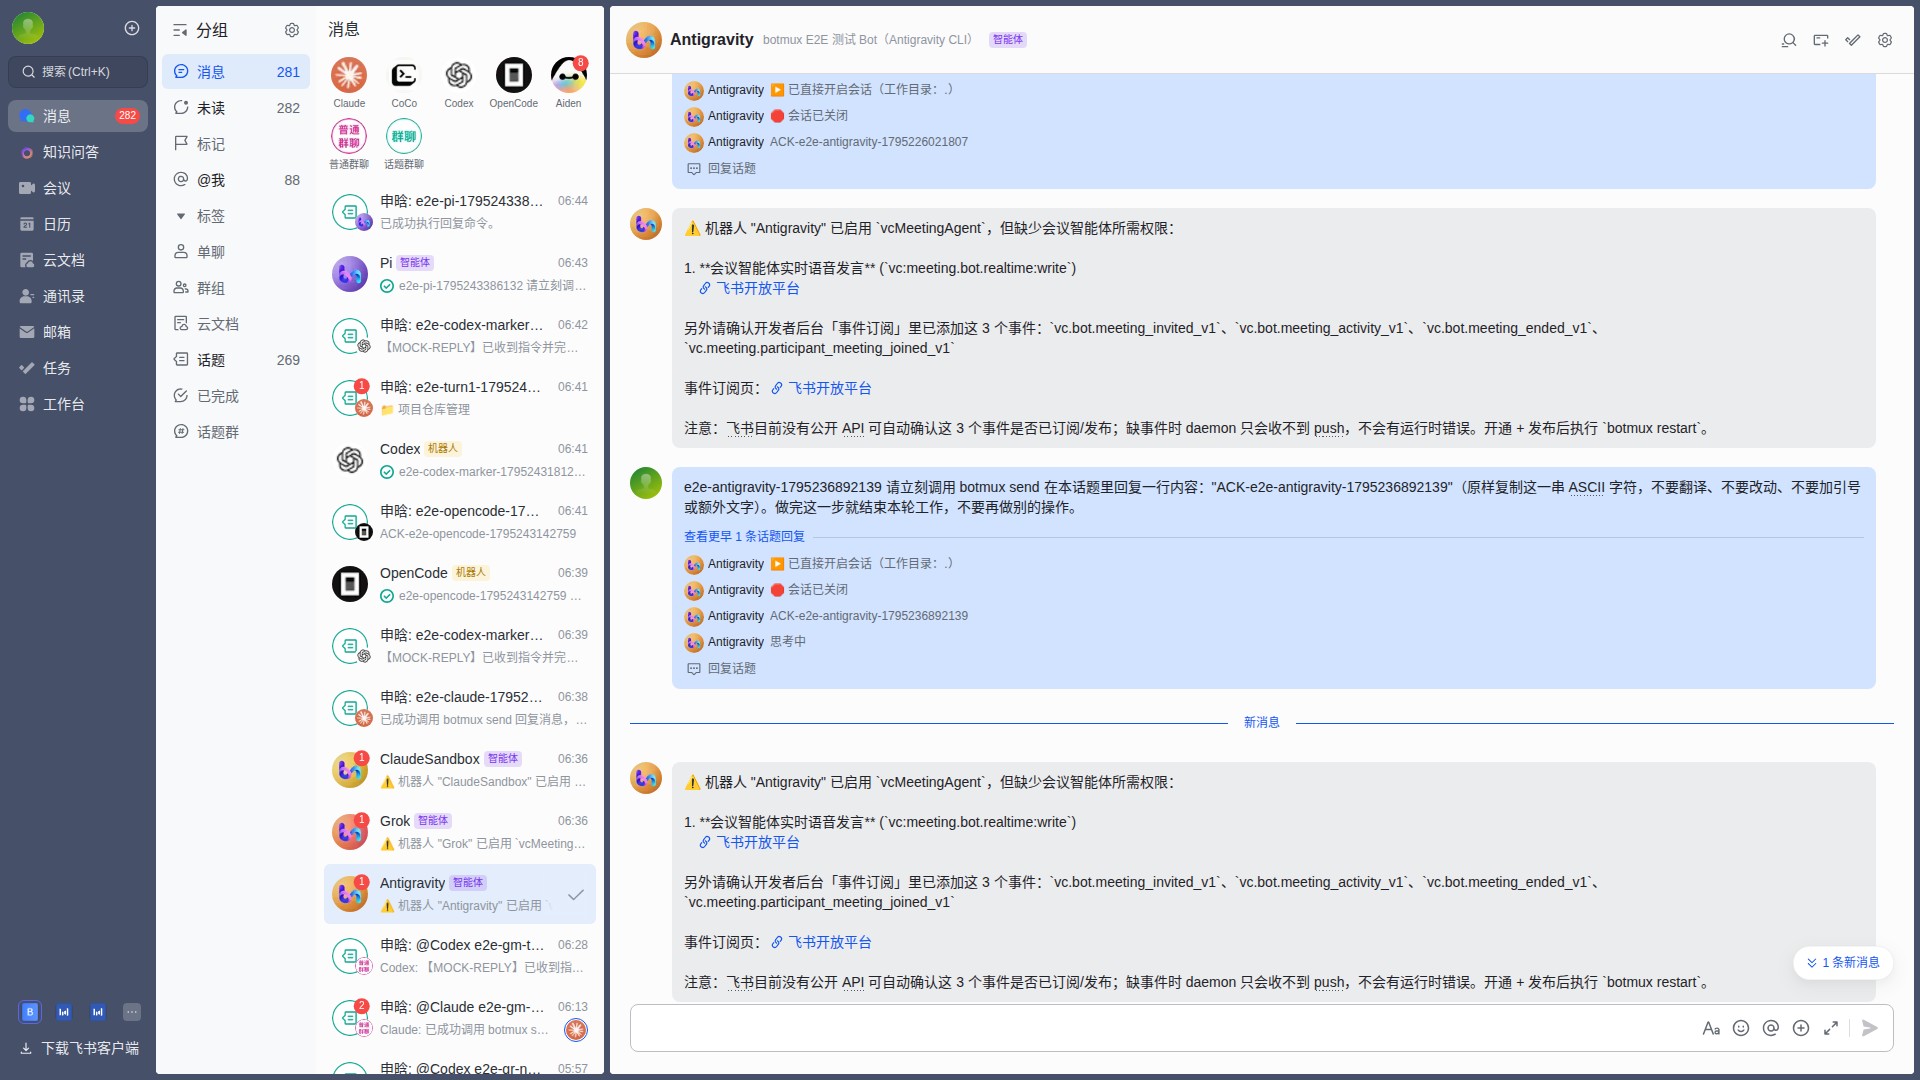 搜索 (Ctrl+K)
消息 282
知识问答
会议
日历
云文档
通讯录
邮箱
任务
工作台
下载飞书客户端
分组
消息 281
未读 282
标记
@我 88
标签
单聊
群组
云文档
话题 269
已完成
话题群
消息
Claude CoCo Codex OpenCode Aiden 8
普通群聊 群聊
普通群聊 话题群聊
申晗: e2e-pi-179524338... 06:44
已成功执行回复命令。
Pi 智能体 06:43
e2e-pi-1795243386132 请立刻调...
申晗: e2e-codex-marker... 06:42
【MOCK-REPLY】已收到指令并完...
申晗: e2e-turn1-179524... 06:41
1
📁 项目仓库管理
Codex 机器人 06:41
e2e-codex-marker-17952431812...
申晗: e2e-opencode-17... 06:41
ACK-e2e-opencode-1795243142759
OpenCode 机器人 06:39
e2e-opencode-1795243142759 ...
申晗: e2e-codex-marker... 06:39
【MOCK-REPLY】已收到指令并完...
申晗: e2e-claude-17952... 06:38
已成功调用 botmux send 回复消息，...
ClaudeSandbox 智能体 06:36
1
⚠️ 机器人 "ClaudeSandbox" 已启用 ...
Grok 智能体 06:36
1
⚠️ 机器人 "Grok" 已启用 `vcMeeting...
Antigravity 智能体
1
⚠️ 机器人 "Antigravity" 已启用 `
申晗: @Codex e2e-gm-t... 06:28
Codex: 【MOCK-REPLY】已收到指...
申晗: @Claude e2e-gm-... 06:13
2
Claude: 已成功调用 botmux s...
申晗: @Codex e2e-gr-n... 05:57
Antigravity botmux E2E 测试 Bot（Antigravity CLI） 智能体
Antigravity ▶️ 已直接开启会话（工作目录：.）
Antigravity 🛑 会话已关闭
Antigravity ACK-e2e-antigravity-1795226021807
回复话题
⚠️ 机器人 "Antigravity" 已启用 `vcMeetingAgent`，但缺少会议智能体所需权限：
1. **会议智能体实时语音发言** (`vc:meeting.bot.realtime:write`)
飞书开放平台
另外请确认开发者后台「事件订阅」里已添加这 3 个事件：`vc.bot.meeting_invited_v1`、`vc.bot.meeting_activity_v1`、`vc.bot.meeting_ended_v1`、
`vc.meeting.participant_meeting_joined_v1`
事件订阅页： 飞书开放平台
注意：飞书目前没有公开 API 可自动确认这 3 个事件是否已订阅/发布；缺事件时 daemon 只会收不到 push，不会有运行时错误。开通 + 发布后执行 `botmux restart`。
e2e-antigravity-1795236892139 请立刻调用 botmux send 在本话题里回复一行内容："ACK-e2e-antigravity-1795236892139"（原样复制这一串 ASCII 字符，不要翻译、不要改动、不要加引号
或额外文字）。做完这一步就结束本轮工作，不要再做别的操作。
查看更早 1 条话题回复
Antigravity ▶️ 已直接开启会话（工作目录：.）
Antigravity 🛑 会话已关闭
Antigravity ACK-e2e-antigravity-1795236892139
Antigravity 思考中
回复话题
新消息
⚠️ 机器人 "Antigravity" 已启用 `vcMeetingAgent`，但缺少会议智能体所需权限：
1. **会议智能体实时语音发言** (`vc:meeting.bot.realtime:write`)
飞书开放平台
另外请确认开发者后台「事件订阅」里已添加这 3 个事件：`vc.bot.meeting_invited_v1`、`vc.bot.meeting_activity_v1`、`vc.bot.meeting_ended_v1`、
`vc.meeting.participant_meeting_joined_v1`
事件订阅页： 飞书开放平台
注意：飞书目前没有公开 API 可自动确认这 3 个事件是否已订阅/发布；缺事件时 daemon 只会收不到 push，不会有运行时错误。开通 + 发布后执行 `botmux restart`。
1 条新消息